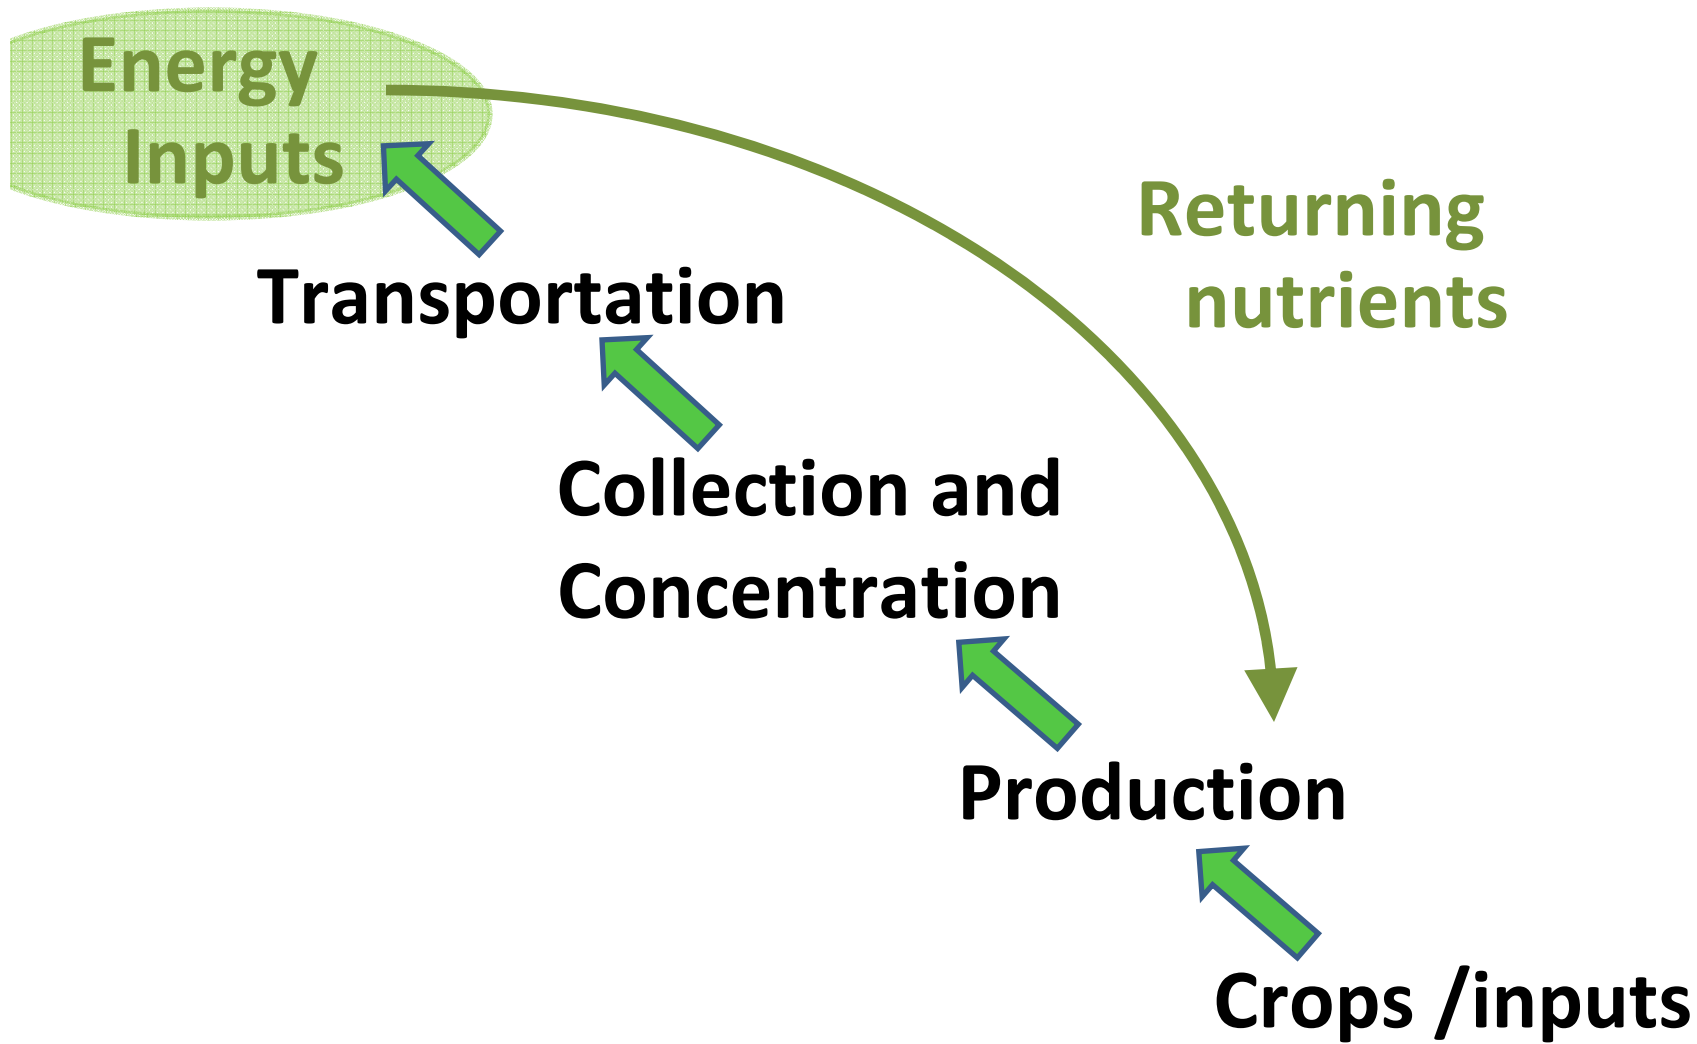 Energy
Inputs
Returning
nutrients
Transportation
Collection and
Concentration
Production
Crops /inputs